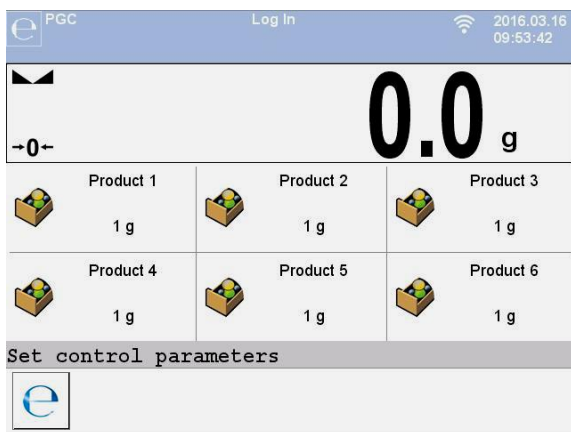 e PGC Log In 2016.03.16
09:53:42
→0← 0.0 g
Product 1 Product 2 Product 3
1 g 1 g 1 g
Product 4 Product 5 Product 6
1 g 1 g 1 g
Set control parameters
e